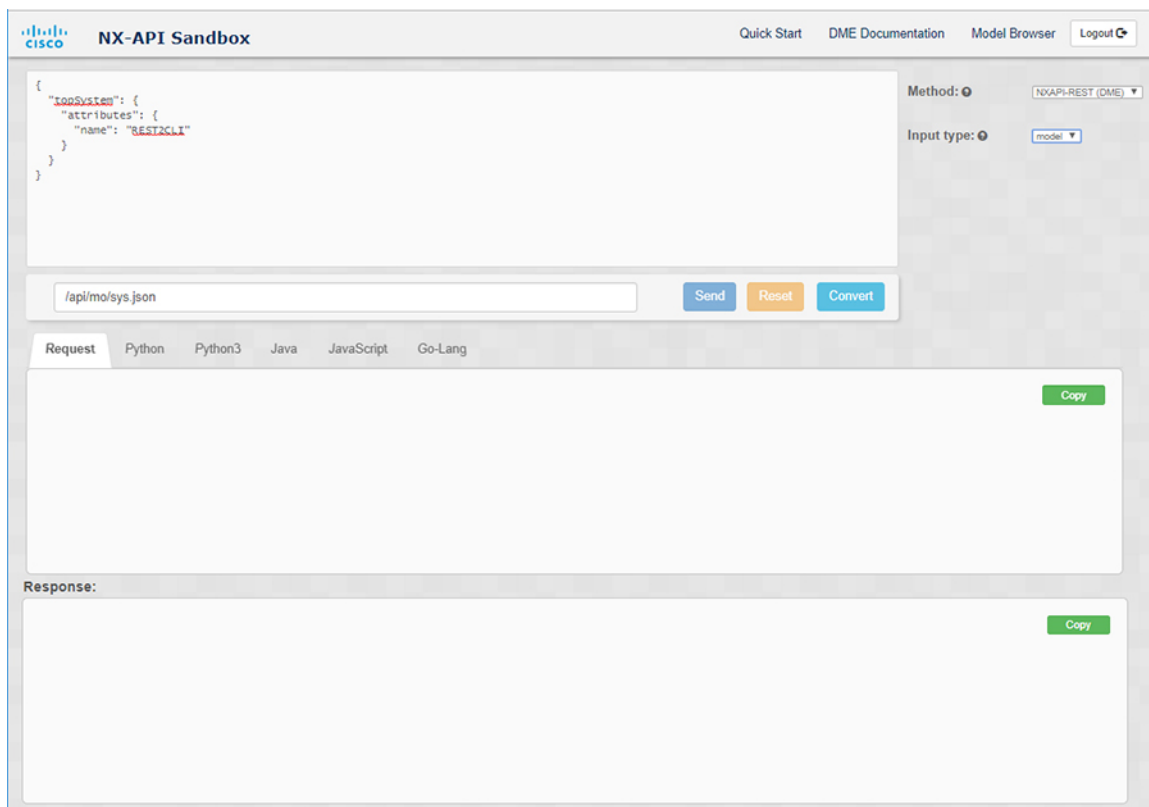 cisco NX-API Sandbox Quick Start DME Documentation Model Browser Logout
{
"topSystem": {
"attributes": {
"name": "REST2CLI"
}
}
}
Method:
NXAPI-REST (DME)
Input type:
model
/api/mo/sys.json
Send Reset Convert
Request Python Python3 Java JavaScript Go-Lang
Copy
Response:
Copy